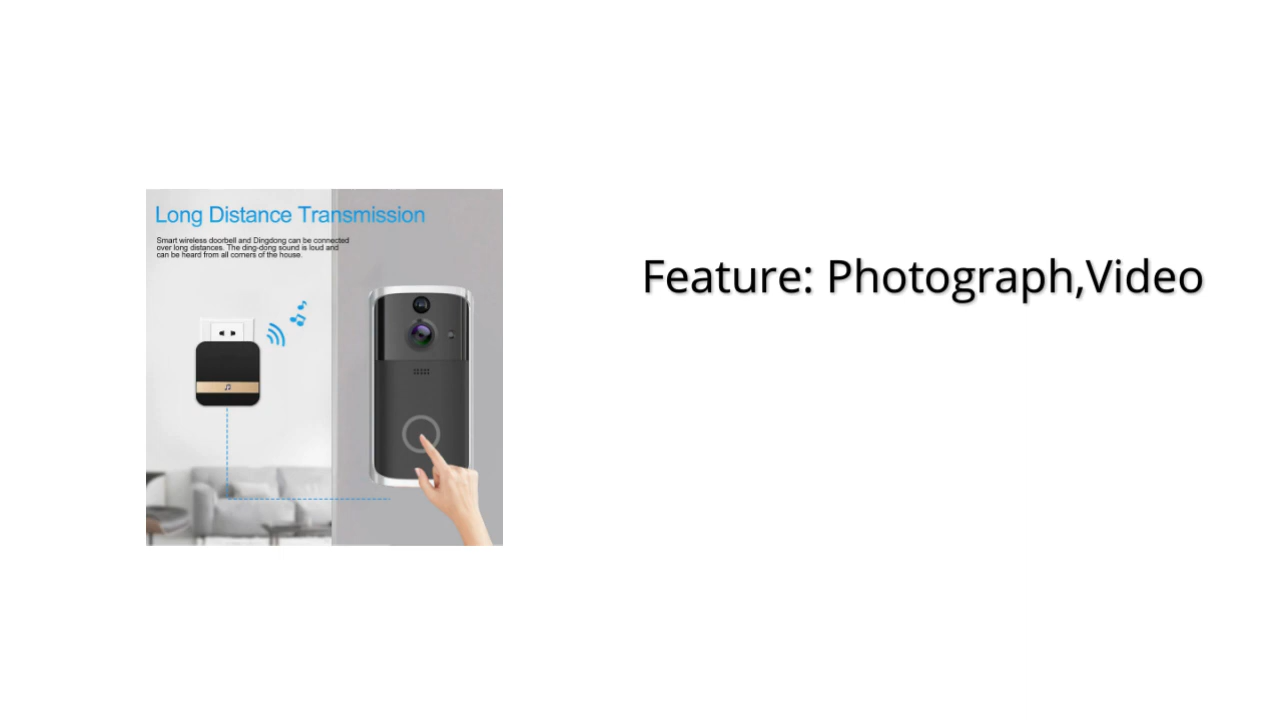 Long Distance Transmission
Smart wireless doorbell and Dingdong can be connected
over long distances. The ding-dong sound is loud and
can be heard from all corners of the house.
Feature: Photograph,Video